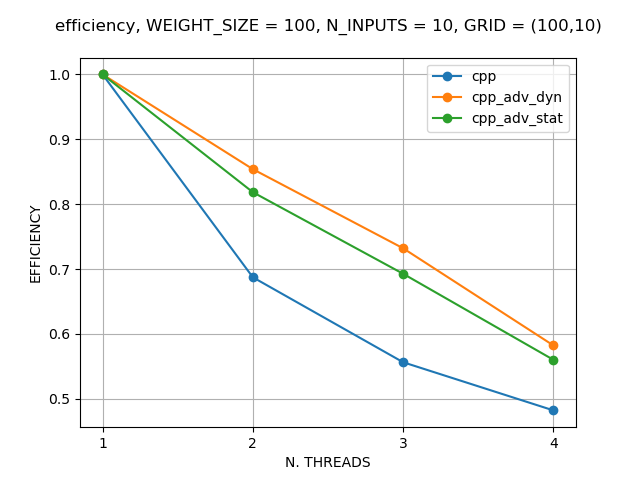 efficiency, WEIGHT_SIZE = 100, N_INPUTS = 10, GRID = (100,10)
cpp
cpp_adv_dyn
cpp_adv_stat
1.0
0.9
0.8
0.7
0.6
0.5
EFFICIENCY
1 2 3 4
N. THREADS